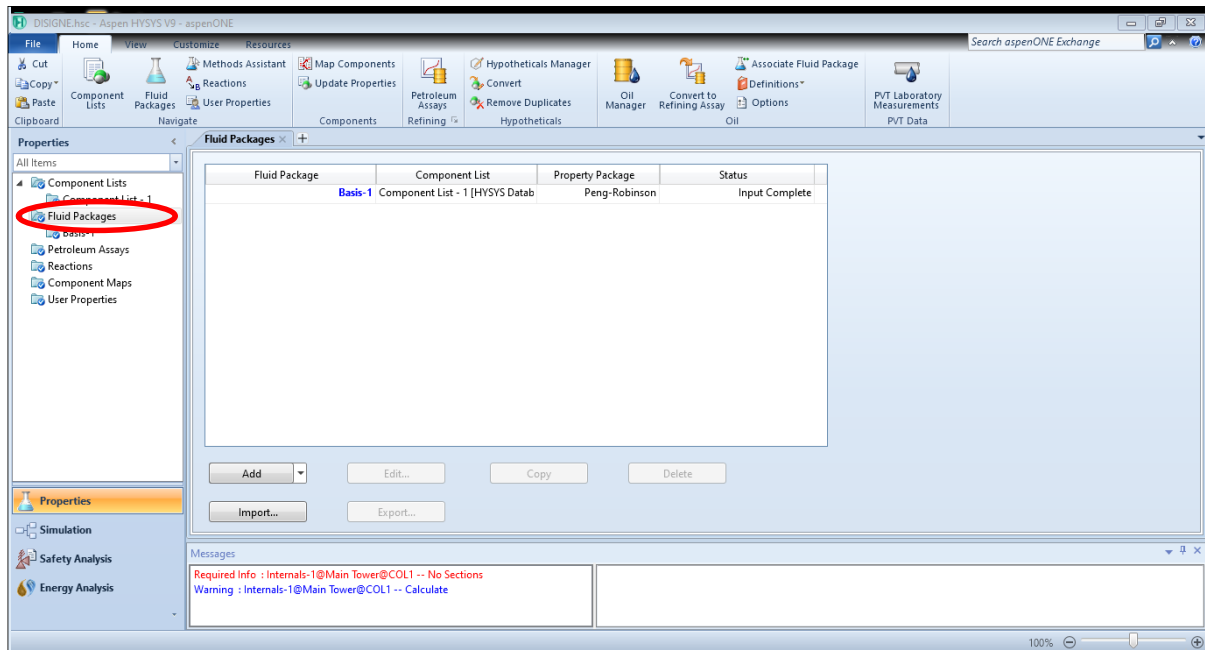 DISIGNE.hsc - Aspen HYSYS V9 - aspenONE
File Home View Customize Resources Search aspenONE Exchange
Cut
Copy
Paste
Clipboard
Component Lists
Fluid Packages
Methods Assistant
Reactions
User Properties
Navigate
Map Components
Update Properties
Components
Petroleum Assays
Refining
Hypotheticals Manager
Convert
Remove Duplicates
Hypotheticals
Oil Manager
Convert to Refining Assay
Associate Fluid Package
Definitions
Options
Oil
PVT Laboratory Measurements
PVT Data
Properties <
All Items
Component Lists
Component List - 1
Fluid Packages
Basis-1
Petroleum Assays
Reactions
Component Maps
User Properties
Properties
Simulation
Safety Analysis
Energy Analysis
Fluid Packages × +
Fluid Package Component List Property Package Status
Basis-1 Component List - 1 [HYSYS Datab Peng-Robinson Input Complete
Add Edit... Copy Delete
Import... Export...
Messages
Required Info : Internals-1@Main Tower@COL1 -- No Sections
Warning : Internals-1@Main Tower@COL1 -- Calculate
100%